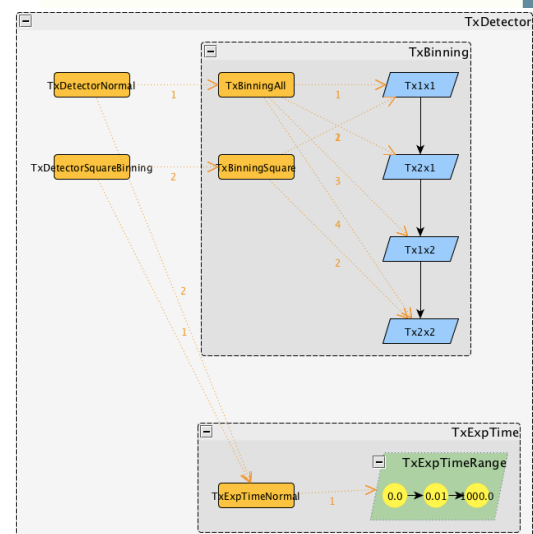 TxDetector
TxBinning
TxDetectorNormal
1
TxBinningAll
1
Tx1x1
2
TxDetectorSquareBinning
2
TxBinningSquare
Tx2x1
3
4
Tx1x2
2
2
1
Tx2x2
TxExpTime
TxExpTimeRange
TxExpTimeNormal
1
0.0
0.01
1000.0